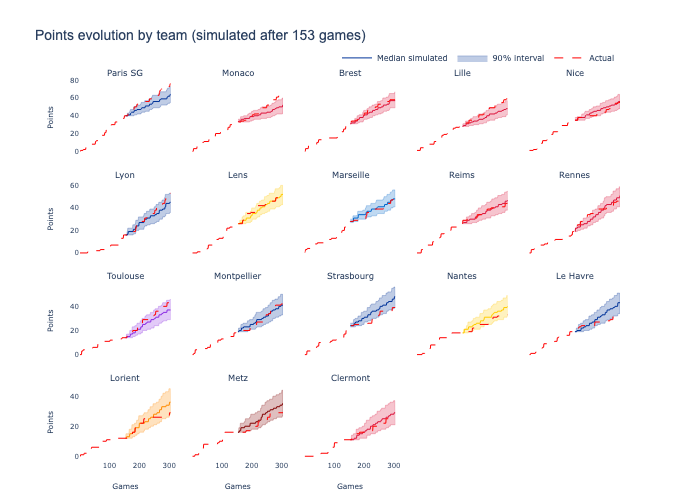 Points evolution by team (simulated after 153 games)
Median simulated 90% interval Actual
Paris SG Monaco Brest Lille Nice
80
60
40
20
0
Points
Lyon Lens Marseille Reims Rennes
60
40
20
0
Points
Toulouse Montpellier Strasbourg Nantes Le Havre
40
20
0
Points
Lorient Metz Clermont
40
20
0
Points
100 200 300 100 200 300 100 200 300
Games Games Games